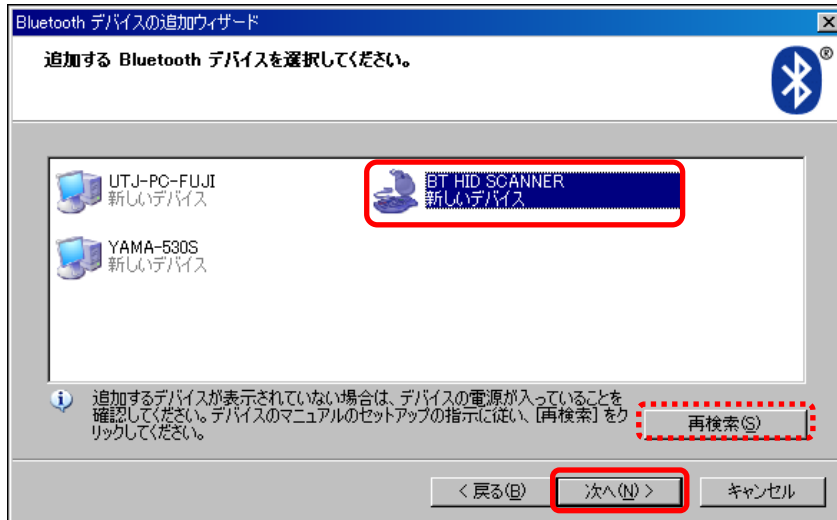 Bluetooth デバイスの追加ウィザード
追加する Bluetooth デバイスを選択してください。
®
UTJ-PC-FUJI
新しいデバイス
BT HID SCANNER
新しいデバイス
YAMA-530S
新しいデバイス
追加するデバイスが表示されていない場合は、デバイスの電源が入っていることを
確認してください。デバイスのマニュアルのセットアップの指示に従い、[再検索] をク
リックしてください。
再検索(S)
< 戻る(B)
次へ(N) >
キャンセル